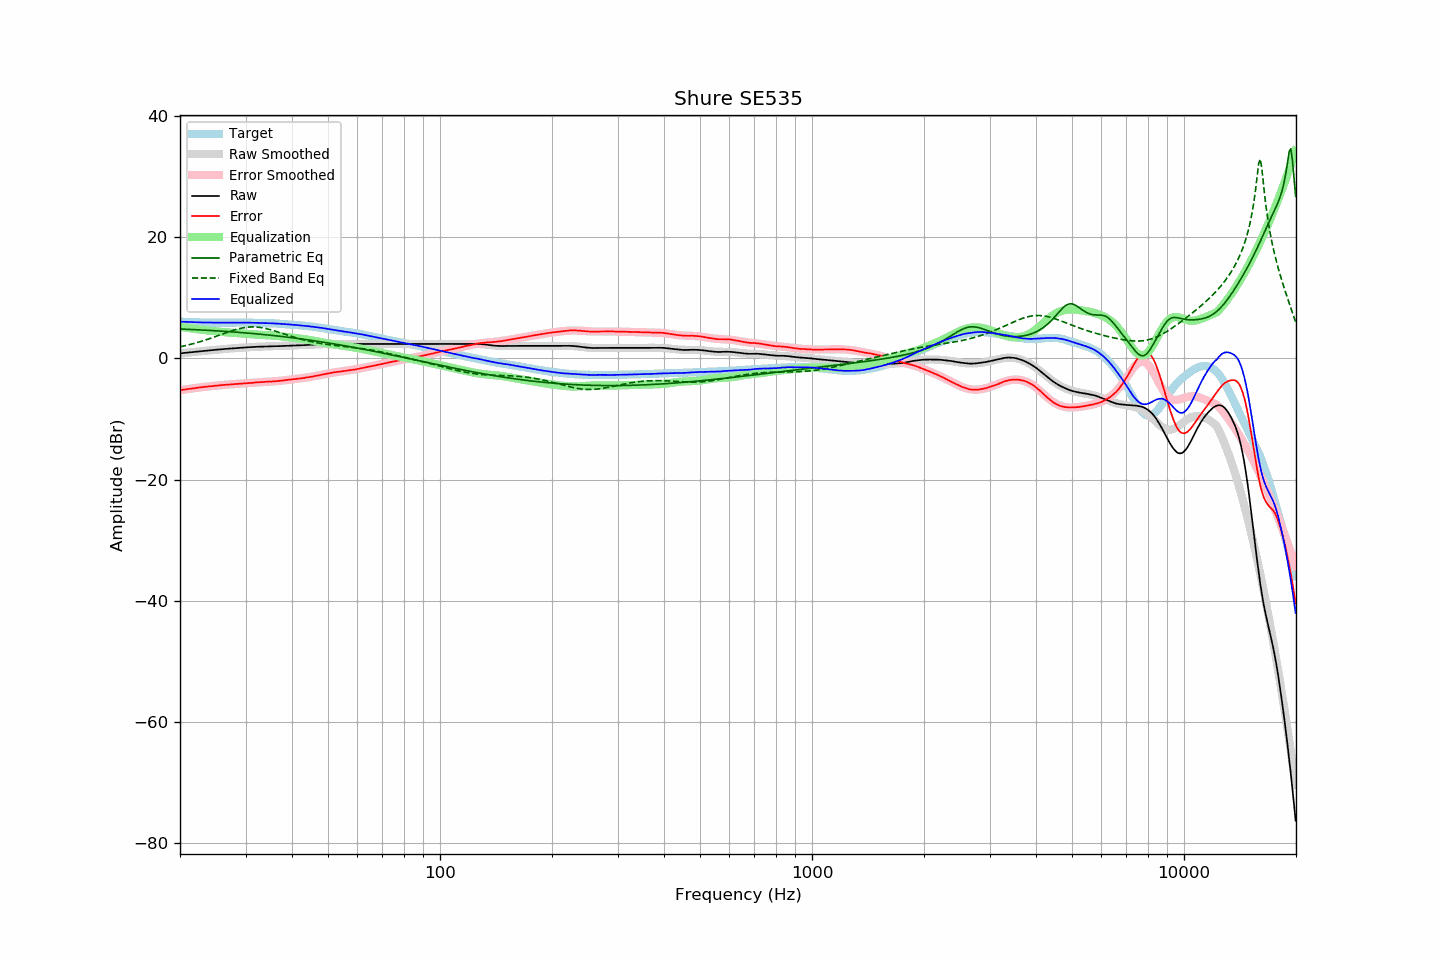 Shure SE535
40
20
0
−20
−40
−60
−80
Amplitude (dBr)
Target
Raw Smoothed
Error Smoothed
Raw
Error
Equalization
Parametric Eq
Fixed Band Eq
Equalized
100
1000
10000
Frequency (Hz)